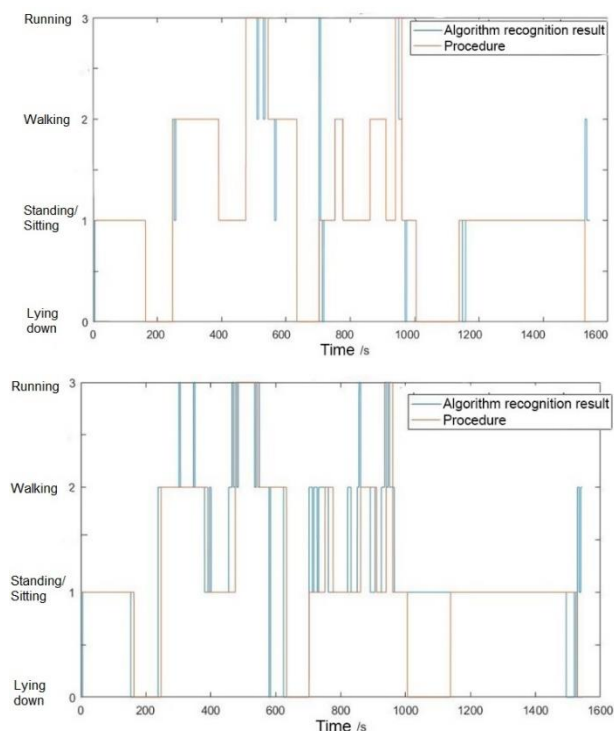 Running 3
Algorithm recognition result
Procedure
Walking 2
Standing/
Sitting 1
Lying
down 0
0 200 400 600 800 1000 1200 1400 1600
Time /s
Running 3
Algorithm recognition result
Procedure
Walking 2
Standing/
Sitting 1
Lying
down 0
0 200 400 600 800 1000 1200 1400 1600
Time /s